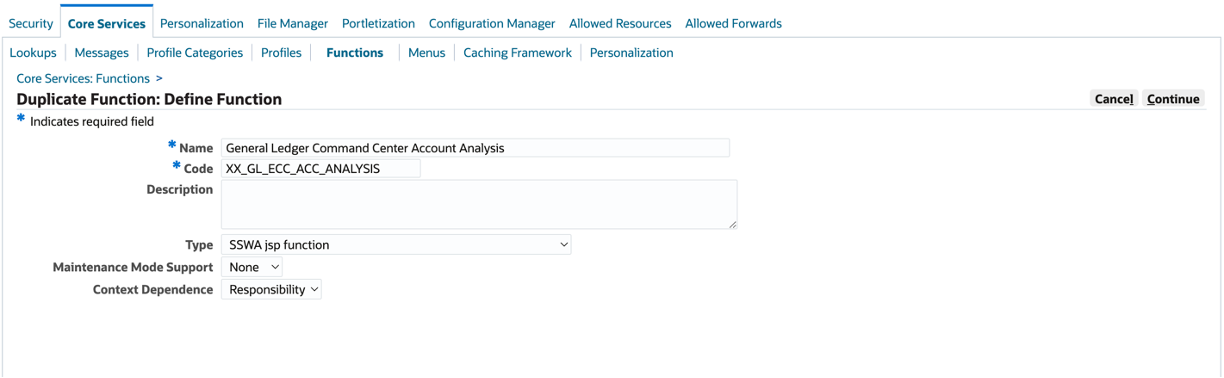 Security Core Services Personalization File Manager Portletization Configuration Manager Allowed Resources Allowed Forwards
Lookups Messages Profile Categories Profiles Functions Menus Caching Framework Personalization
Core Services: Functions >
Duplicate Function: Define Function Cancel Continue
* Indicates required field
* Name General Ledger Command Center Account Analysis
* Code XX_GL_ECC_ACC_ANALYSIS
Description
Type SSWA jsp function
Maintenance Mode Support None
Context Dependence Responsibility